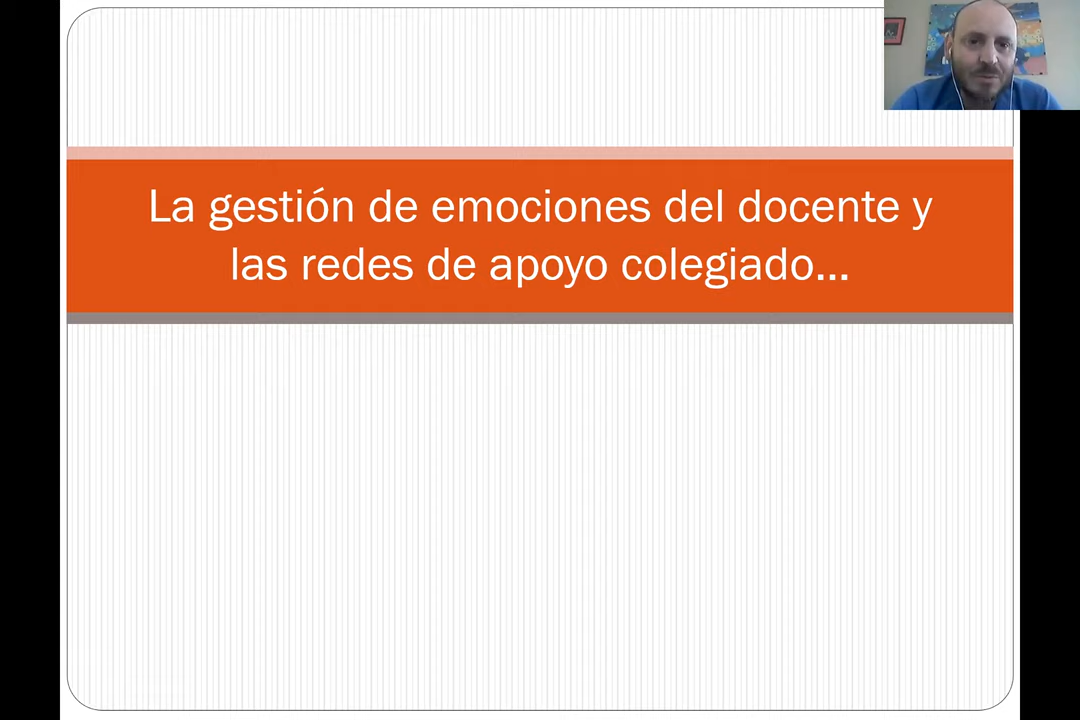 La gestión de emociones del docente y
las redes de apoyo colegiado...